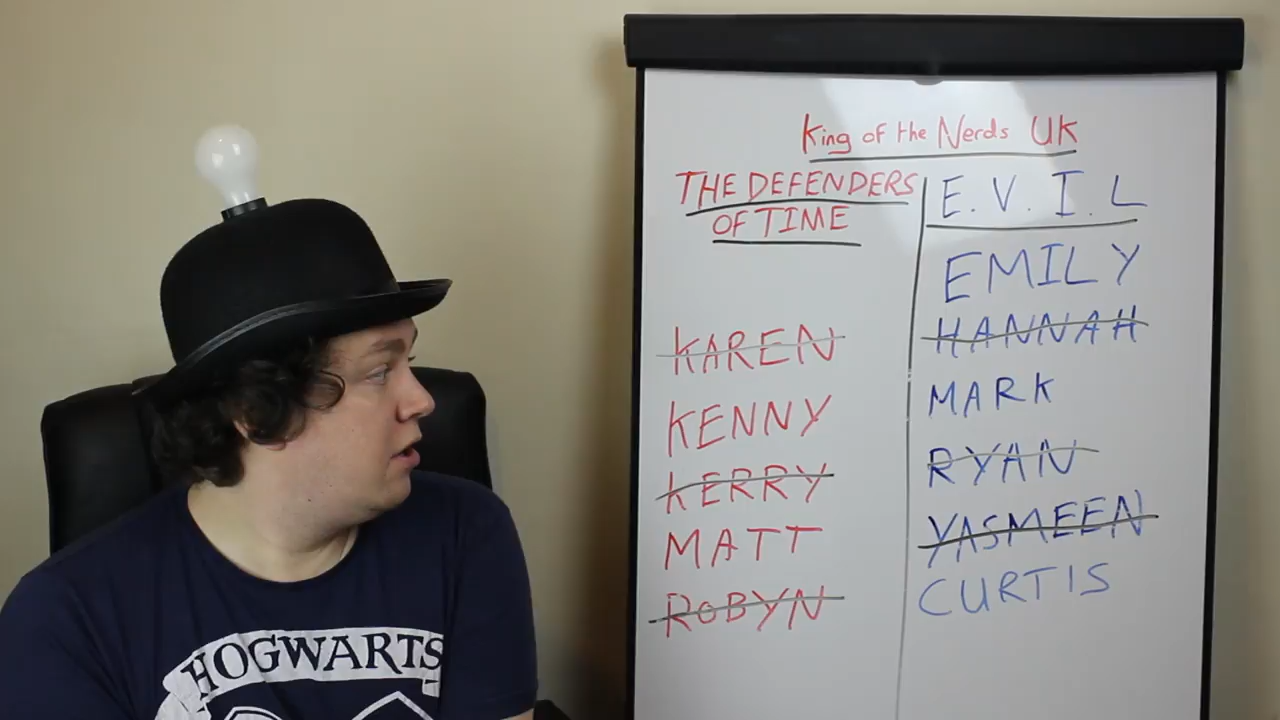 King of the Nerds UK
THE DEFENDERS
OF TIME
KAREN
KENNY
KERRY
MATT
ROBYN
E.V.I.L
EMILY
HANNAH
MARK
RYAN
YASMEEN
CURTIS
HOGWARTS